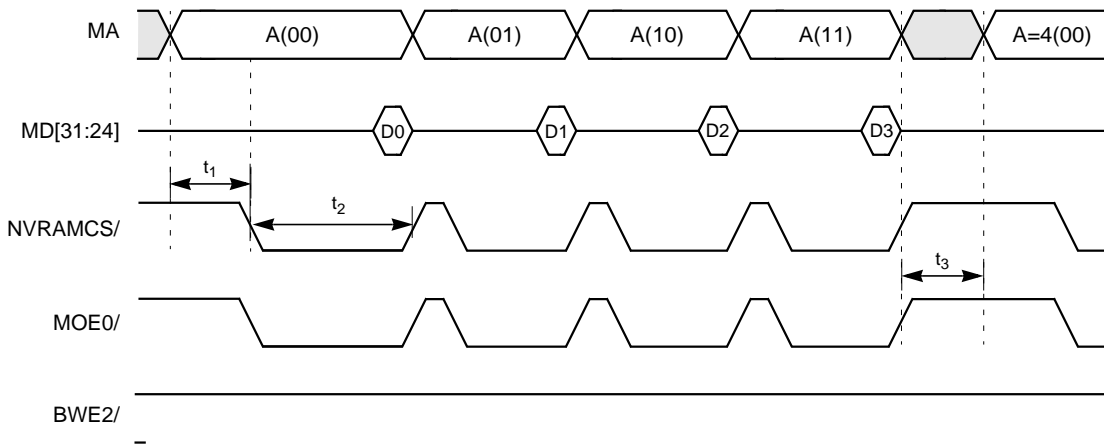 MA A(00) A(01) A(10) A(11) A=4(00)
MD[31:24] D0 D1 D2 D3
t1
NVRAMCS/ t2
t3
MOE0/
BWE2/